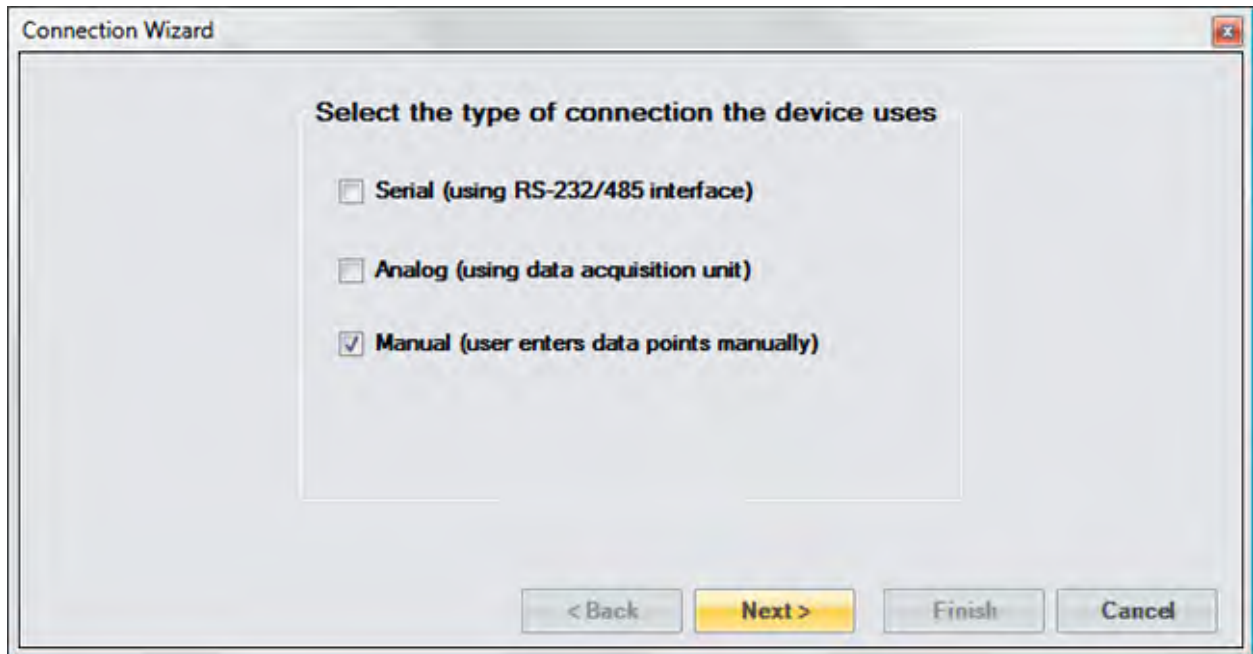 Connection Wizard
Select the type of connection the device uses
Serial (using RS-232/485 interface)
Analog (using data acquisition unit)
Manual (user enters data points manually)
< Back Next > Finish Cancel